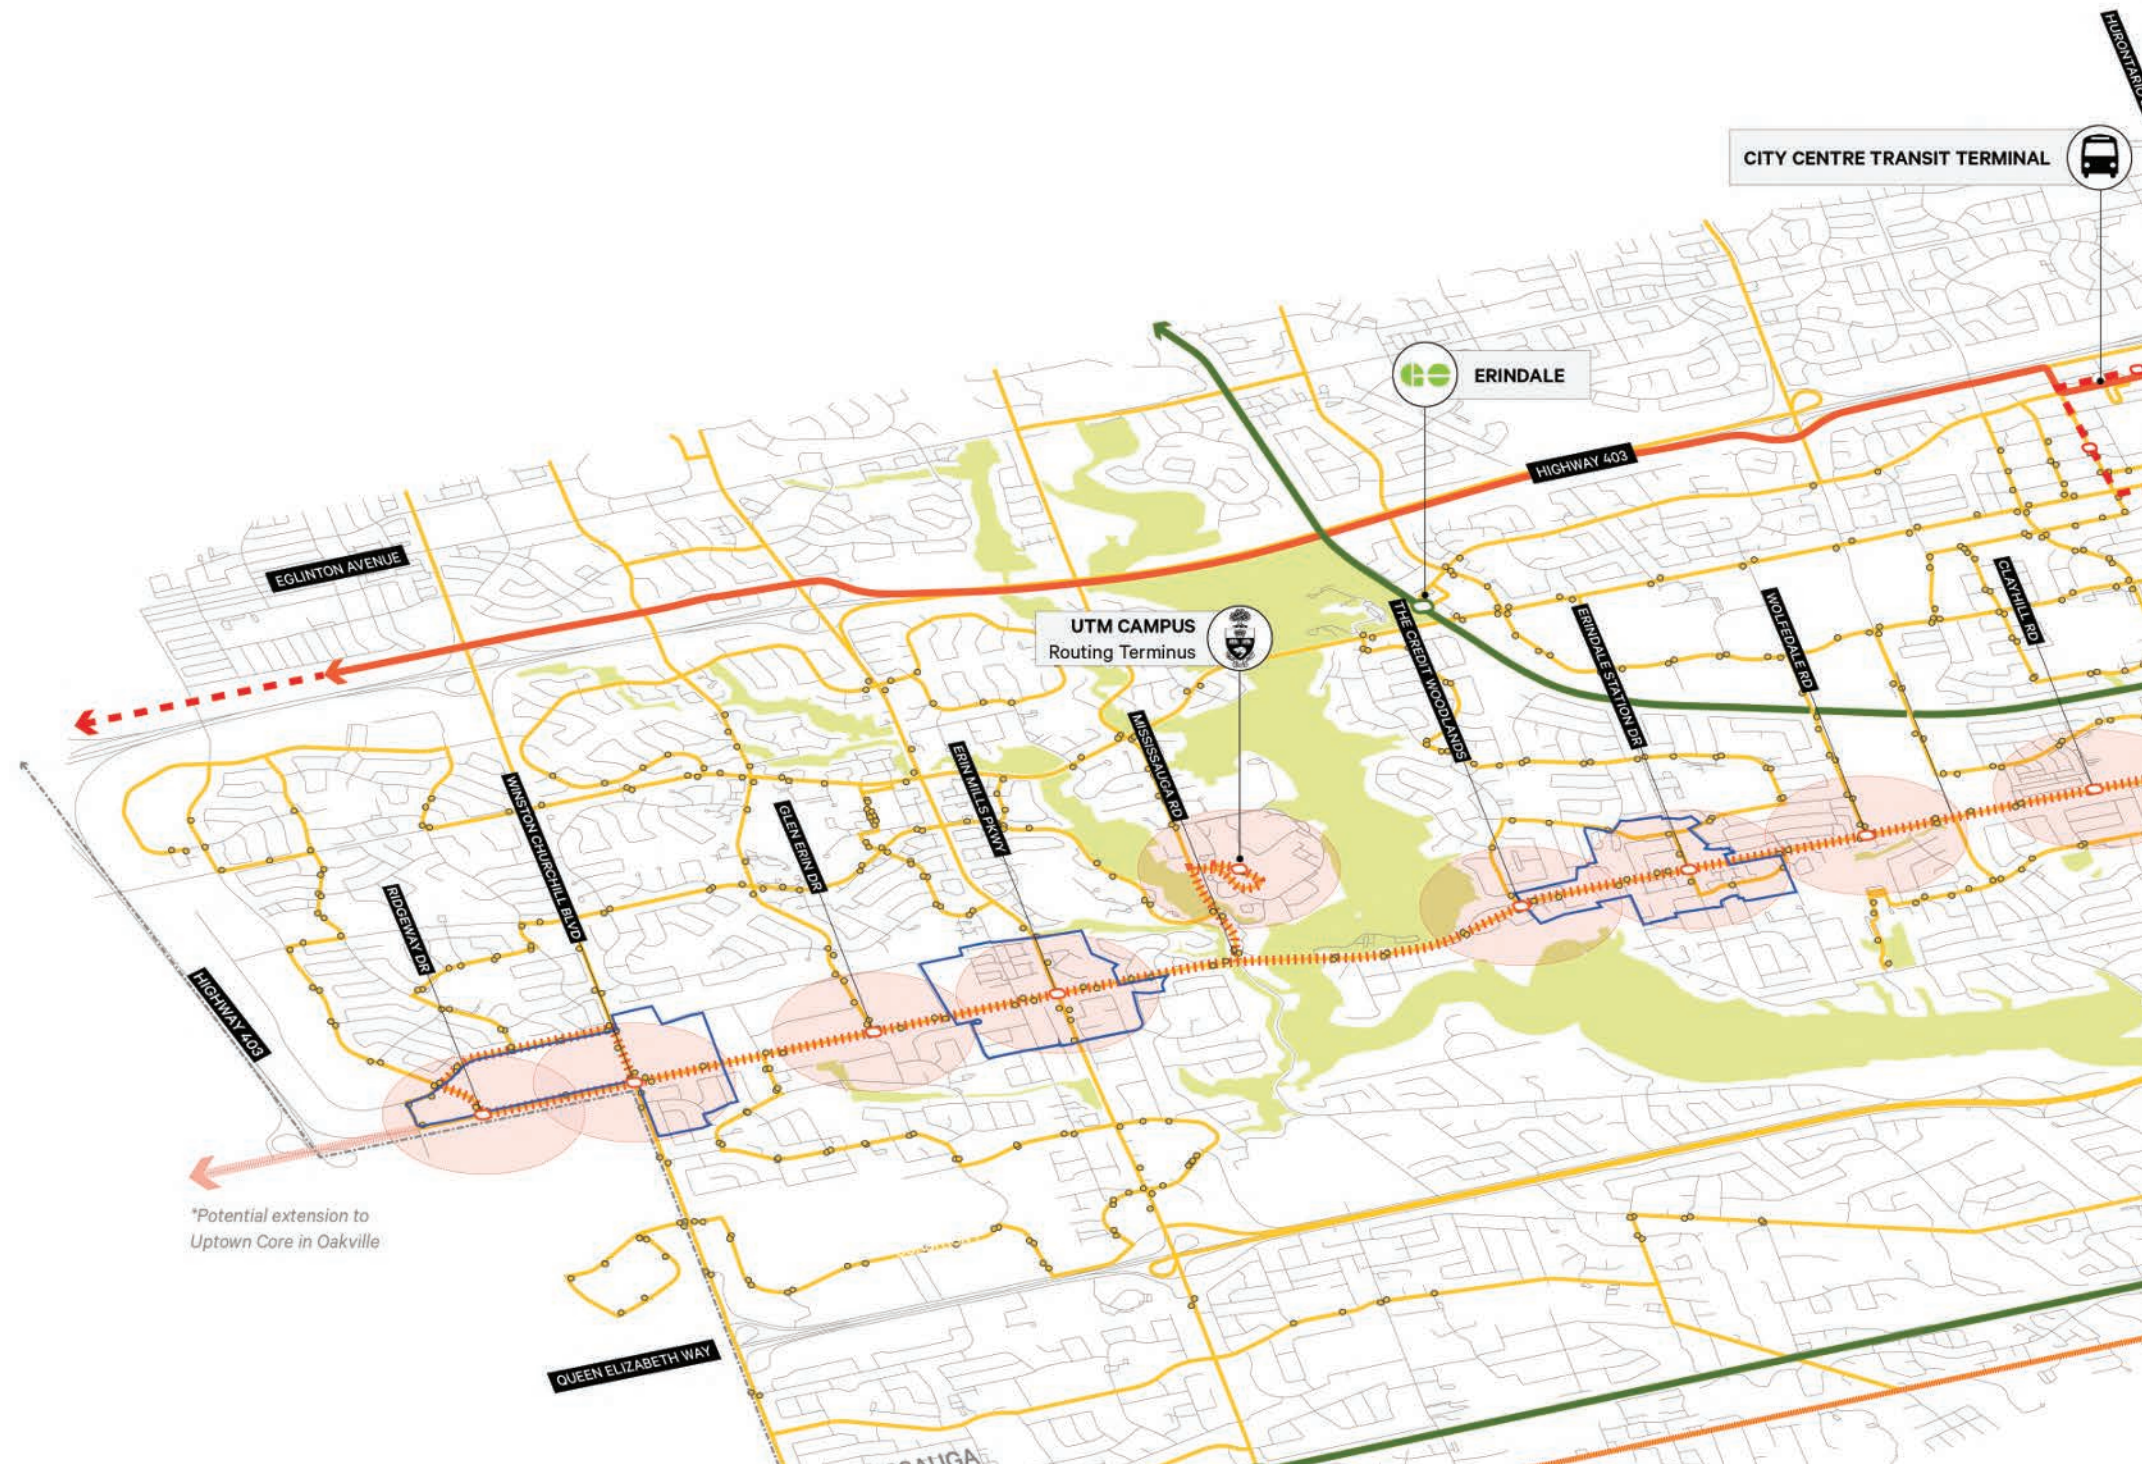 HURONTARIO
CITY CENTRE TRANSIT TERMINAL
GO
ERINDALE
HIGHWAY 403
EGLINTON AVENUE
CLAYHILL RD
WOLFEDALE RD
THE CREDIT WOODLANDS
ERINDALE STATION DR
UTM CAMPUS
Routing Terminus
MISSISSAUGA RD
ERIN MILLS PKWY
WINSTON CHURCHILL BLVD
GLEN ERIN DR
RIDGEWAY DR
HIGHWAY 403
*Potential extension to
Uptown Core in Oakville
QUEEN ELIZABETH WAY